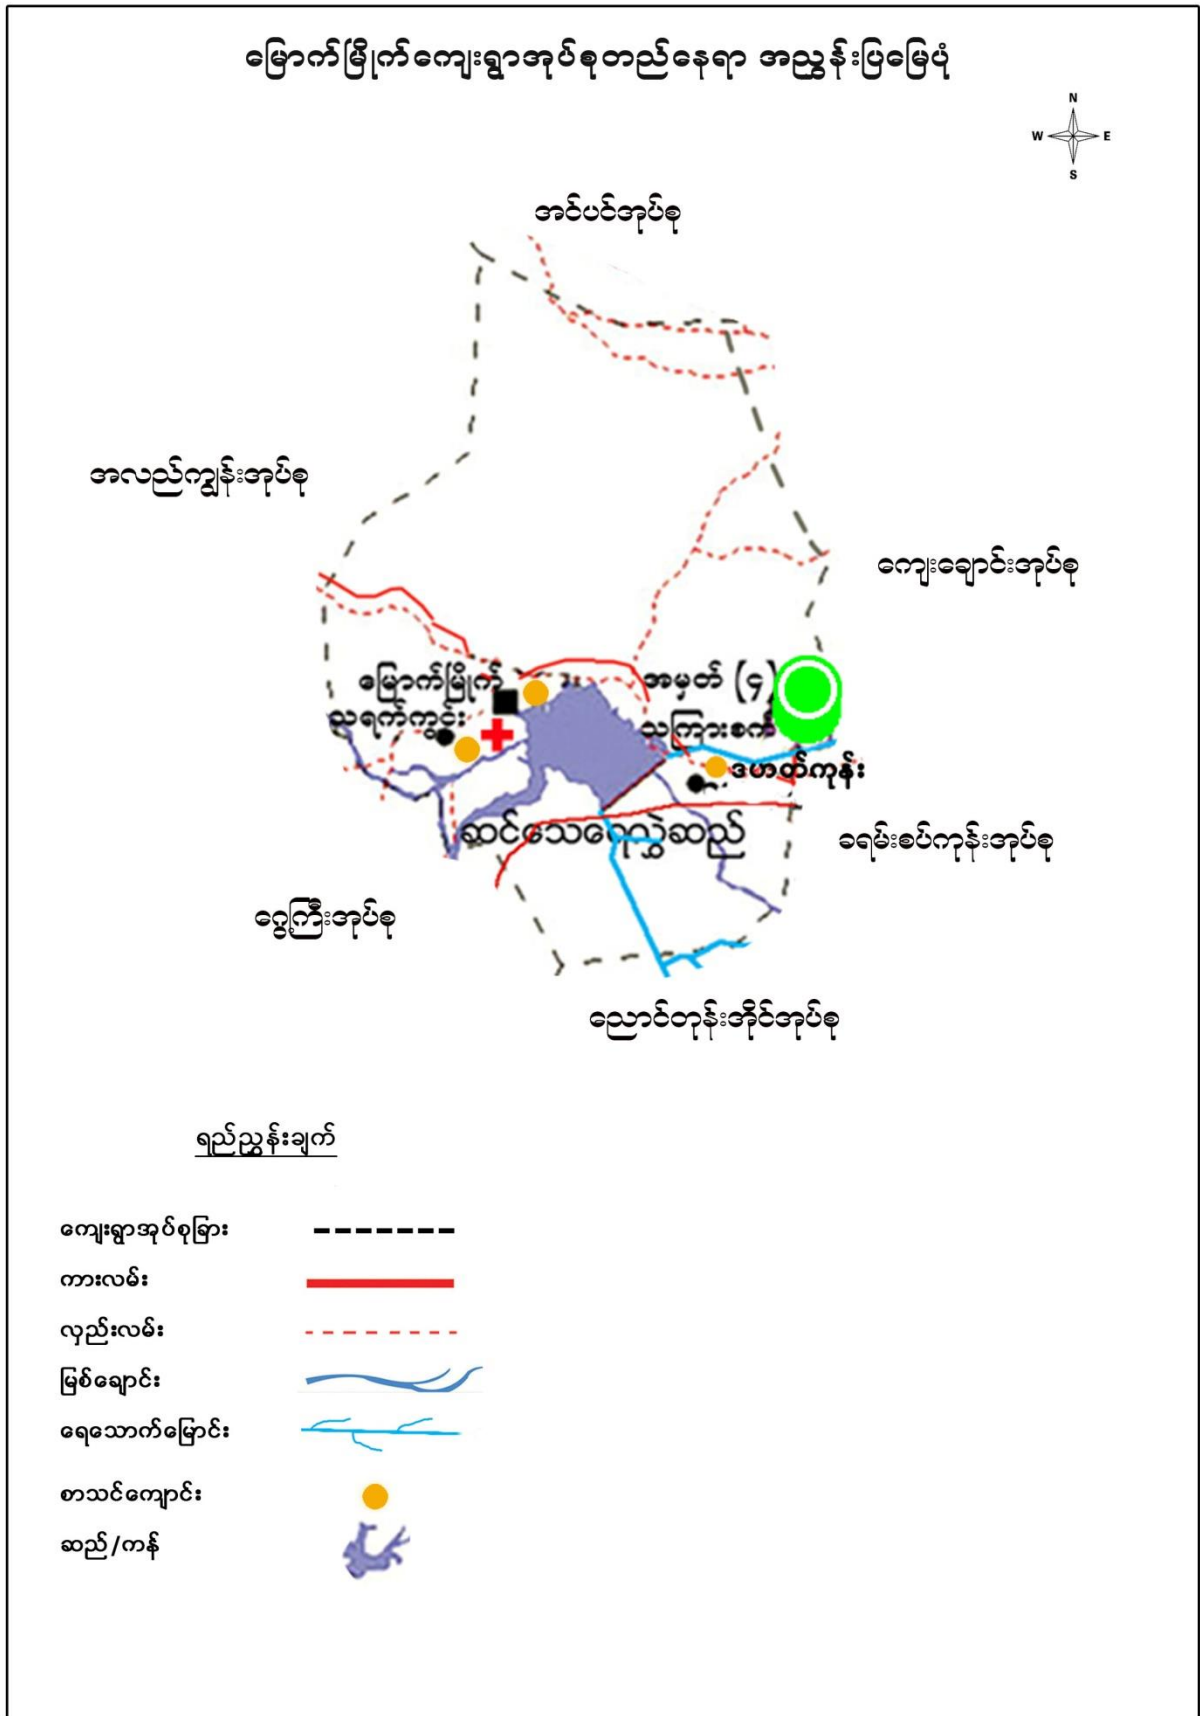 မြောက်မြိုက်ကျေးရွာအုပ်စုတည်နေရာ အညွှန်းပြမြေပုံ
N
W E
S
အင်ပင်အုပ်စု
အလည်ကျွန်းအုပ်စု
ကျေးချောင်းအုပ်စု
မြောက်မြိုက်
အမှတ် (၄)
သရက်ကွင်း
သကြားစက်
ဒဟတ်ကုန်း
ဆင်သေရေလွှဲဆည်
ခရမ်းစပ်ကုန်းအုပ်စု
ငွေ့ကြီးအုပ်စု
ညောင်တုန်းအိုင်အုပ်စု
ရည်ညွှန်းချက်
ကျေးရွာအုပ်စုခြား
ကားလမ်း
လှည်းလမ်း
မြစ်ချောင်း
ရေသောက်မြောင်း
စာသင်ကျောင်း
ဆည်/ကန်